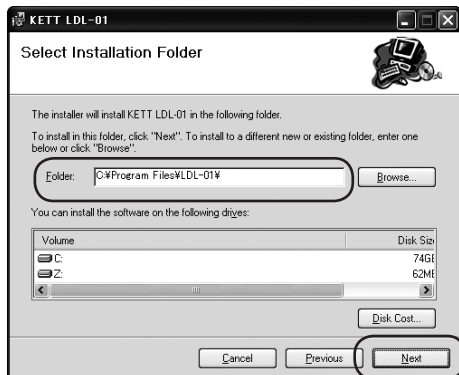 KETT LDL-01
Select Installation Folder
The installer will install KETT LDL-01 in the following folder.
To install in this folder, click "Next". To install to a different new or existing folder, enter one
below or click "Browse".
Folder: C:¥Program Files¥LDL-01¥ Browse...
You can install the software on the following drives:
Volume Disk Siz
C: 74GB
Z: 62MB
Disk Cost...
Cancel Previous Next